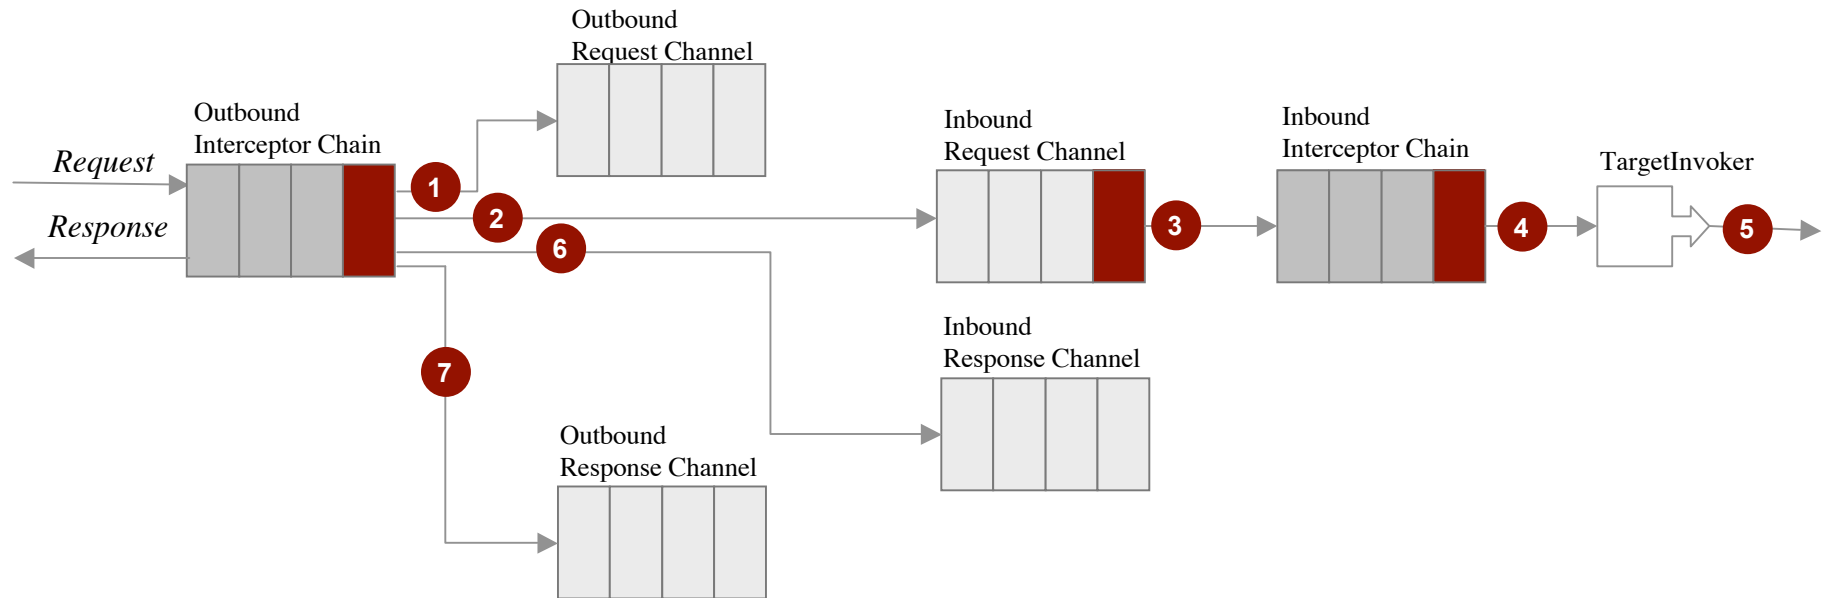 Outbound
Request Channel
Outbound
Interceptor Chain
Request
Response
1
2
6
7
Inbound
Request Channel
3
Inbound
Interceptor Chain
4
TargetInvoker
5
Inbound
Response Channel
Outbound
Response Channel